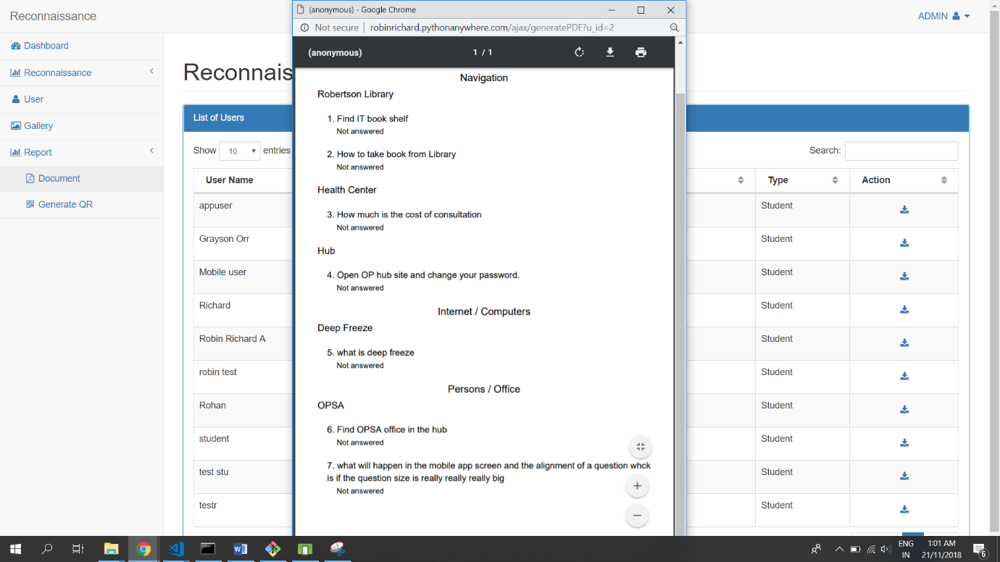 Reconnaissance
ADMIN
Dashboard
Reconnaissance
User
Gallery
Report
Document
Generate QR
Reconnais
List of Users
Show 10 entries
Search:
User Name
Type
Action
appuser
Student
Grayson Orr
Student
Mobile user
Student
Richard
Student
Robin Richard A
Student
robin test
Student
Rohan
Student
student
Student
test stu
Student
testr
Student
(anonymous) - Google Chrome
Not secure | robinrichard.pythonanywhere.com/ajax/generatePDF?u_id=2
(anonymous)
1 / 1
Navigation
Robertson Library
1. Find IT book shelf
Not answered
2. How to take book from Library
Not answered
Health Center
3. How much is the cost of consultation
Not answered
Hub
4. Open OP hub site and change your password.
Not answered
Internet / Computers
Deep Freeze
5. what is deep freeze
Not answered
Persons / Office
OPSA
6. Find OPSA office in the hub
Not answered
7. what will happen in the mobile app screen and the alignment of a question whck
is if the question size is really really really big
Not answered
ENG
IN
1:01 AM
21/11/2018
6